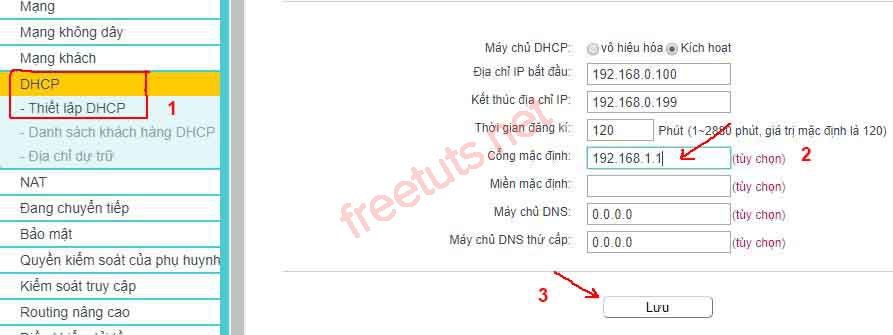 Mạng
Mạng không dây
Mạng khách
DHCP
- Thiết lập DHCP
1
- Danh sách khách hàng DHCP
- Địa chỉ dự trữ
NAT
Đang chuyển tiếp
Bảo mật
Quyền kiểm soát của phụ huynh
Kiểm soát truy cập
Routing nâng cao
Máy chủ DHCP: vô hiệu hóa Kích hoạt
Địa chỉ IP bắt đầu: 192.168.0.100
Kết thúc địa chỉ IP: 192.168.0.199
Thời gian đăng kí: 120 Phút (1~2880 phút, giá trị mặc định là 120)
Cổng mặc định: 192.168.1.1 (tùy chọn) 2
Miền mặc định: (tùy chọn)
Máy chủ DNS: 0.0.0.0 (tùy chọn)
Máy chủ DNS thứ cấp: 0.0.0.0 (tùy chọn)
3
Lưu
freetuts.net